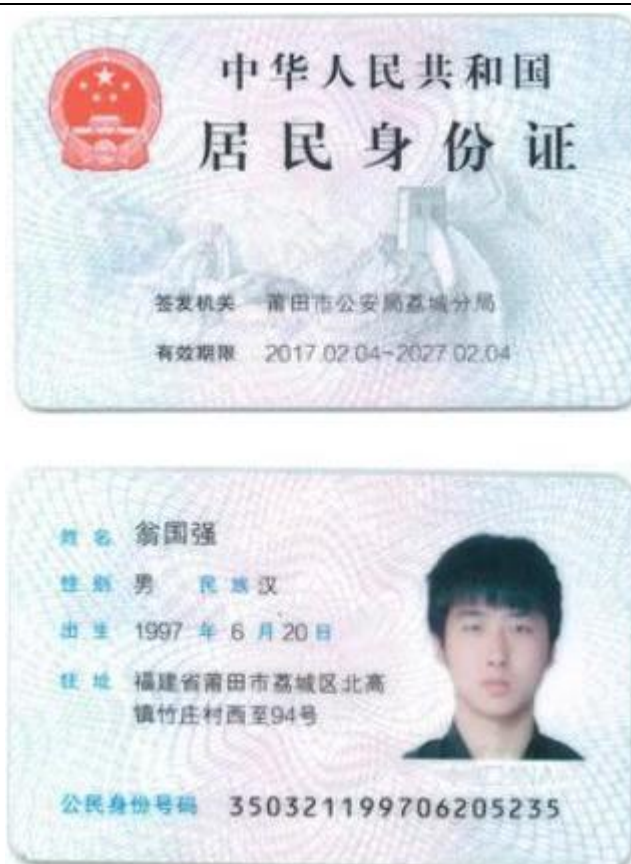 中华人民共和国
居民身份证
签发机关 莆田市公安局荔城分局
有效期限 2017.02.04-2027.02.04
姓名 翁国强
性别 男 民族 汉
出生 1997 年 6 月 20 日
住址 福建省莆田市荔城区北高
镇竹庄村西至94号
公民身份号码 350321199706205235